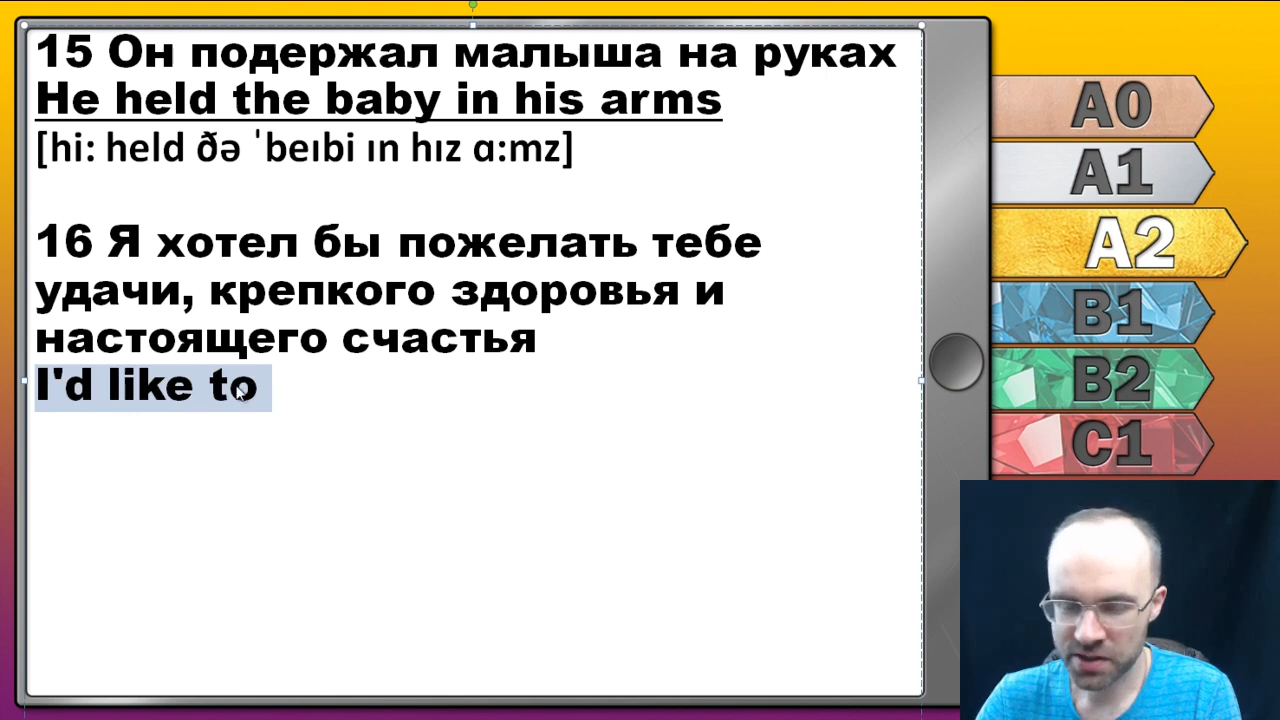 15 Он подержал малыша на руках
He held the baby in his arms
[hi: held ðə ˈbeɪbi ɪn hɪz ɑ:mz]
16 Я хотел бы пожелать тебе
удачи, крепкого здоровья и
настоящего счастья
I'd like to
A0
A1
A2
B1
B2
C1